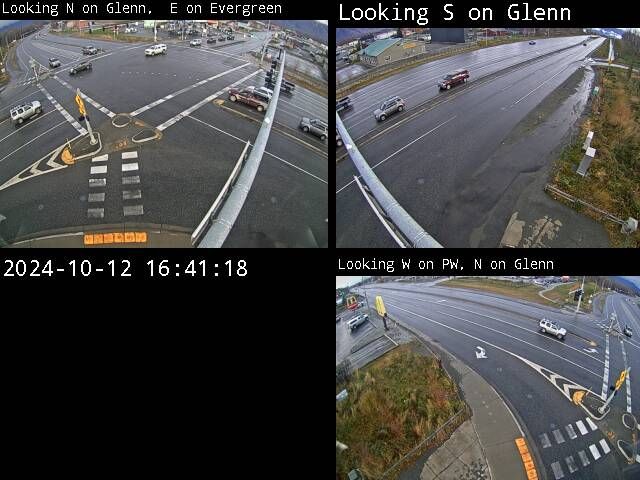 Looking N on Glenn,  E on Evergreen
Looking S on Glenn
2024-10-12 16:41:18
Looking W on PW, N on Glenn